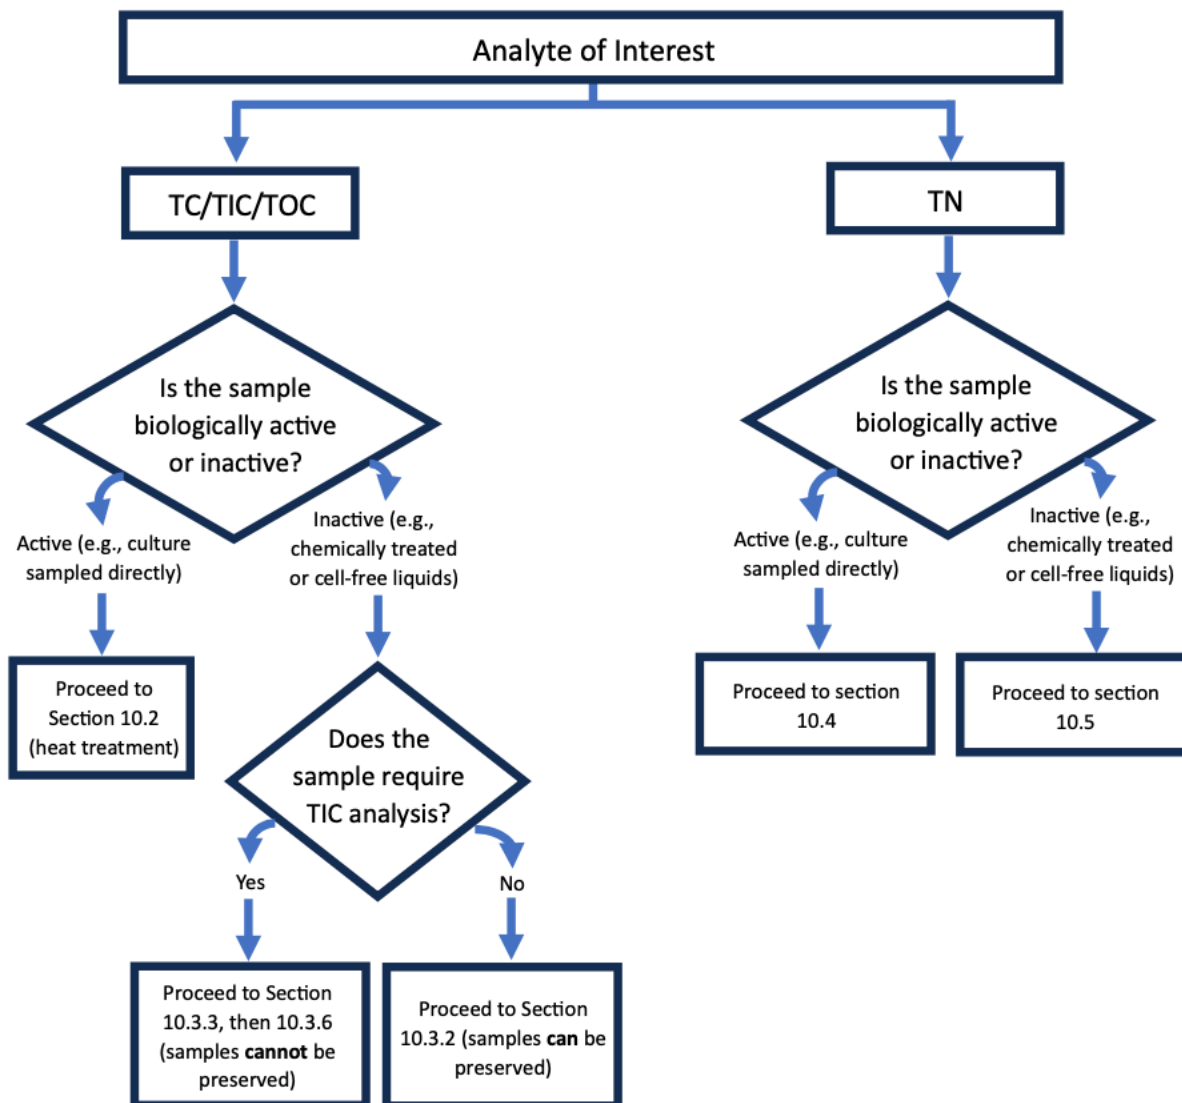 Analyte of Interest
TC/TIC/TOC
TN
Is the sample
biologically active
or inactive?
Is the sample
biologically active
or inactive?
Active (e.g., culture
sampled directly)
Inactive (e.g.,
chemically treated
or cell-free liquids)
Active (e.g., culture
sampled directly)
Inactive (e.g.,
chemically treated
or cell-free liquids)
Proceed to
Section 10.2
(heat treatment)
Does the
sample require
TIC analysis?
Proceed to section
10.4
Proceed to section
10.5
Yes
No
Proceed to Section
10.3.3, then 10.3.6
(samples cannot be
preserved)
Proceed to Section
10.3.2 (samples can be
preserved)